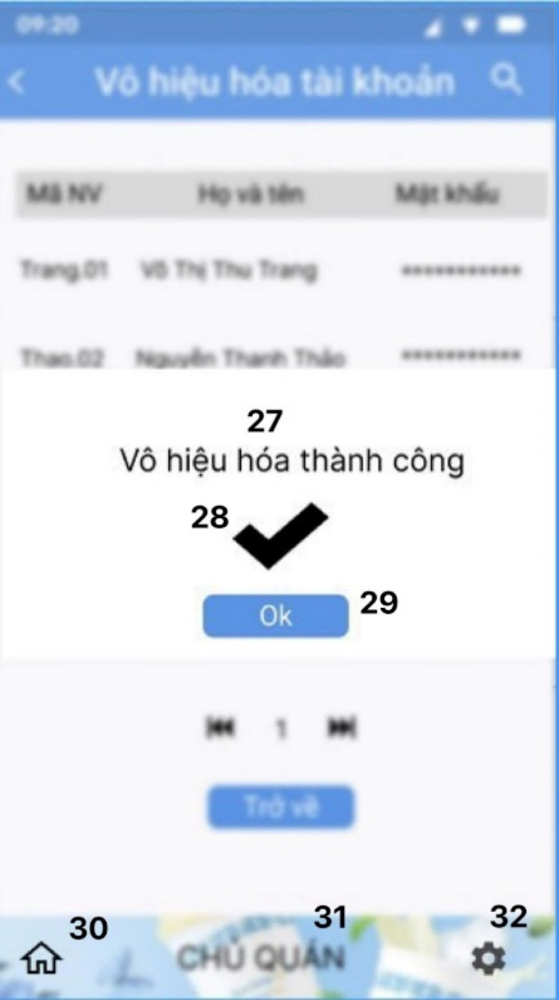 09:20
Vô hiệu hóa tài khoản
Mã NV Họ và tên Mật khẩu
Trang.01 Võ Thị Thu Trang ************
Thao.02 Nguyễn Thanh Thảo ************
27
Vô hiệu hóa thành công
28
Ok 29
1
Trở về
30 31 32
CHỦ QUÁN